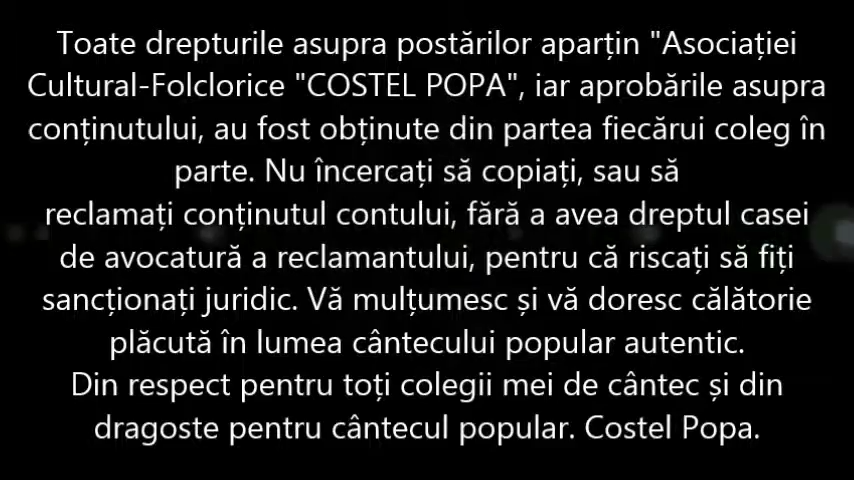 Toate drepturile asupra postărilor aparțin "Asociației
Cultural-Folclorice "COSTEL POPA", iar aprobările asupra
conținutului, au fost obținute din partea fiecărui coleg în
parte. Nu încercați să copiați, sau să
reclamați conținutul contului, fără a avea dreptul casei
de avocatură a reclamantului, pentru că riscați să fiți
sancționați juridic. Vă mulțumesc și vă doresc călătorie
plăcută în lumea cântecului popular autentic.
Din respect pentru toți colegii mei de cântec și din
dragoste pentru cântecul popular. Costel Popa.